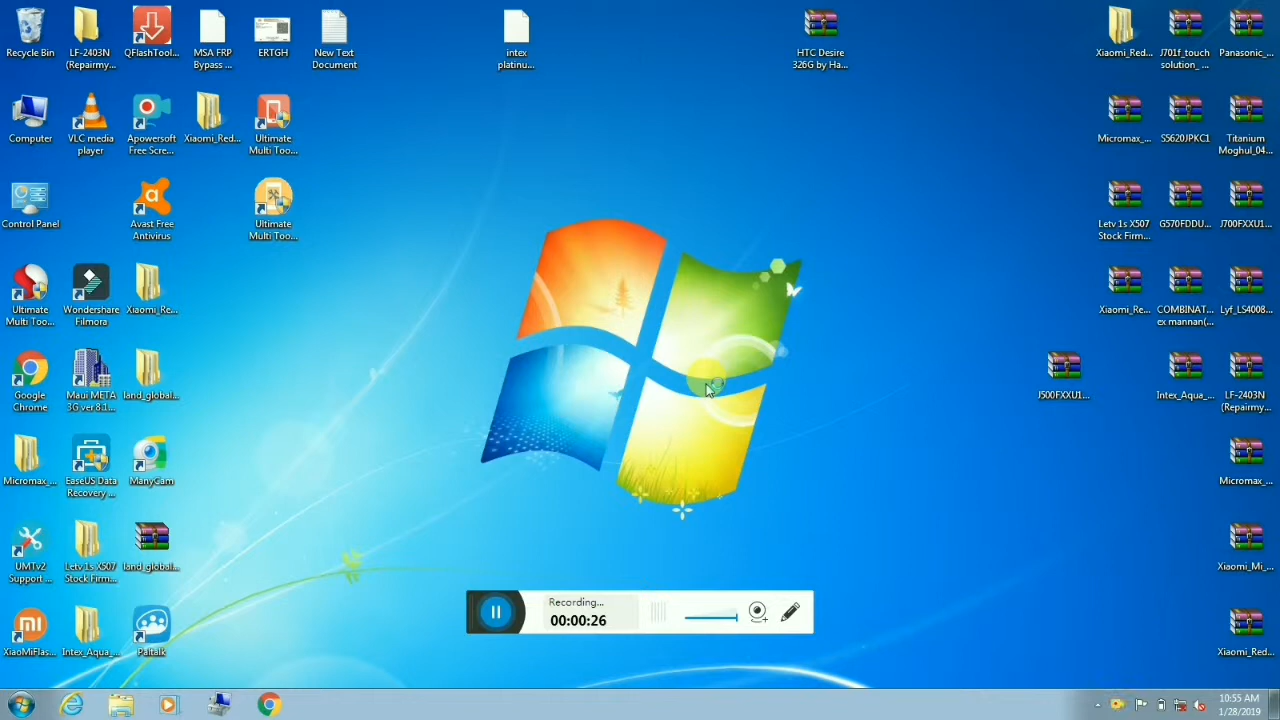 Recycle Bin
LF-2403N
(Repairmy...
QFlashTool...
MSA FRP
Bypass ...
ERTGH
New Text
Document
intex
platinu...
HTC Desire
326G by Ha...
Xiaomi_Red...
J701f_touch
solution_ ...
Panasonic_...
Computer
VLC media
player
Apowersoft
Free Scre...
Xiaomi_Red...
Ultimate
Multi Too...
Micromax_...
S5620JPKC1
Titanium
Moghul_04...
Control Panel
Avast Free
Antivirus
Ultimate
Multi Too...
Letv 1s X507
Stock Firm...
G570FDDU...
J700FXXU1...
Ultimate
Multi Too...
Wondershare
Filmora
Xiaomi_Re...
Xiaomi_Re...
COMBINAT...
ex mannan(...
Lyf_LS4008...
Google
Chrome
Maui META
3G ver 8.1...
land_global...
J500FXXU1...
Intex_Aqua_...
LF-2403N
(Repairmy...
Micromax_...
EaseUS Data
Recovery ...
ManyCam
Micromax_...
UMTv2
Support ...
Letv 1s X507
Stock Firm...
land_global...
Xiaomi_Mi_...
Recording...
00:00:26
XiaoMiFlas...
Intex_Aqua_...
Paltalk
Xiaomi_Red...
10:55 AM
1/28/2019